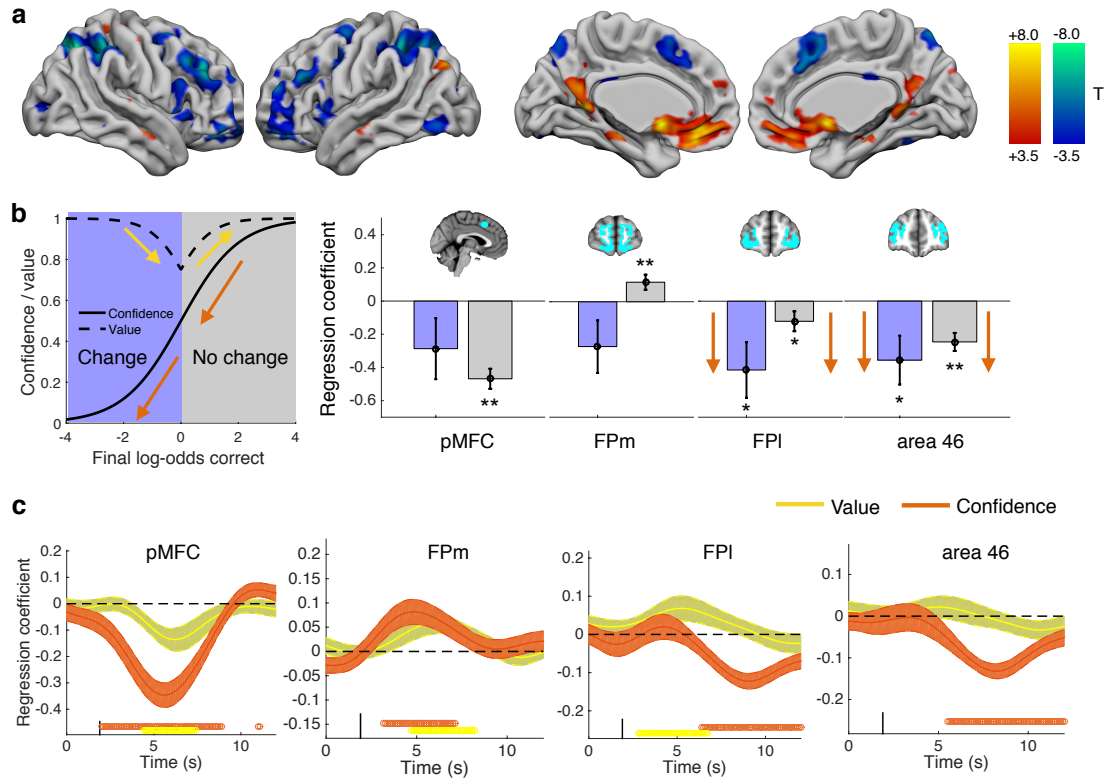 a
+8.0 -8.0
T
+3.5 -3.5
b
Confidence / value
1
0.8
0.6
0.4
0.2
0
Confidence
Value
Change
No change
-4 -2 0 2 4
Final log-odds correct
Regression coefficient
0.4
0.2
0
-0.2
-0.4
-0.6
**
**
*
*
*
**
pMFC FPm FPl area 46
c
Value Confidence
Regression coefficient
pMFC
0.2
0.1
0
-0.1
-0.2
-0.3
-0.4
0 5 10
Time (s)
FPm
0.2
0.15
0.1
0.05
0
-0.05
-0.1
-0.15
0 5 10
Time (s)
FPl
0.2
0.1
0
-0.1
-0.2
0 5 10
Time (s)
area 46
0.2
0.1
0
-0.1
-0.2
0 5 10
Time (s)